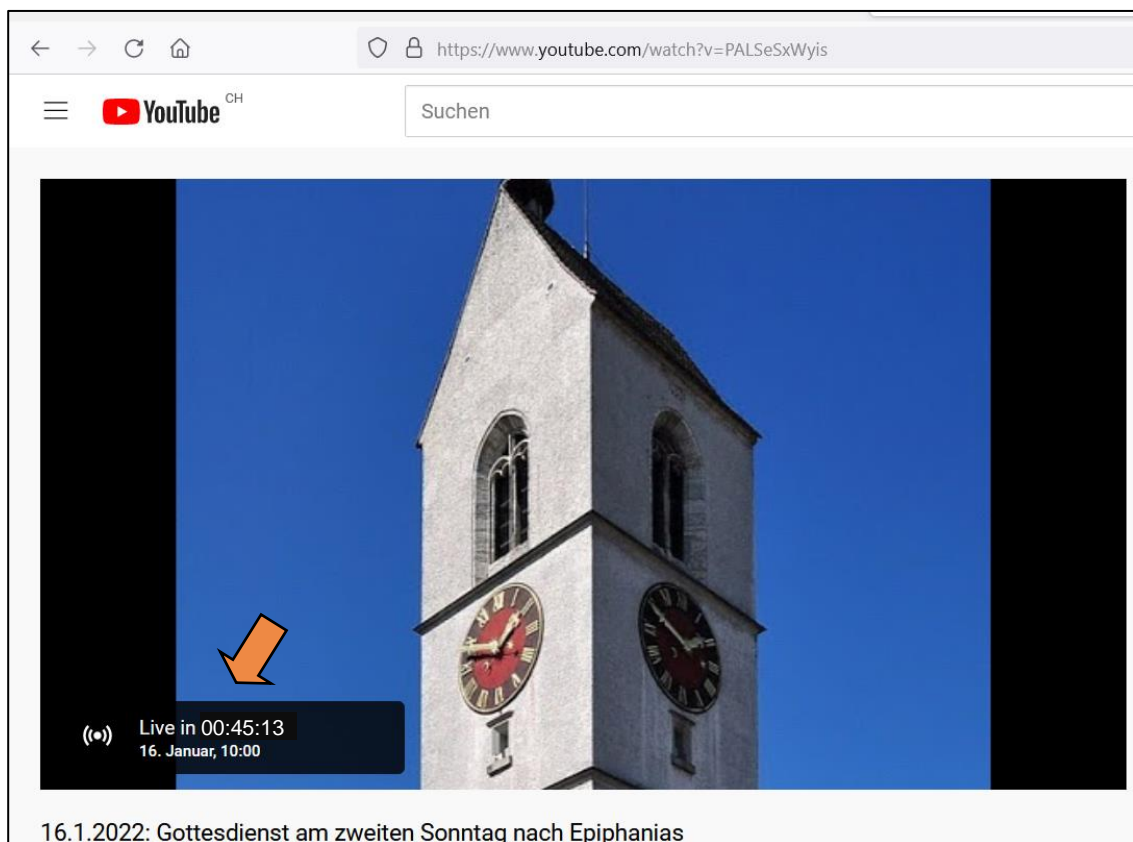 https://www.youtube.com/watch?v=PALSeSxWyis
YouTube CH
Suchen
Live in 00:45:13
16. Januar, 10:00
16.1.2022: Gottesdienst am zweiten Sonntag nach Epiphanias